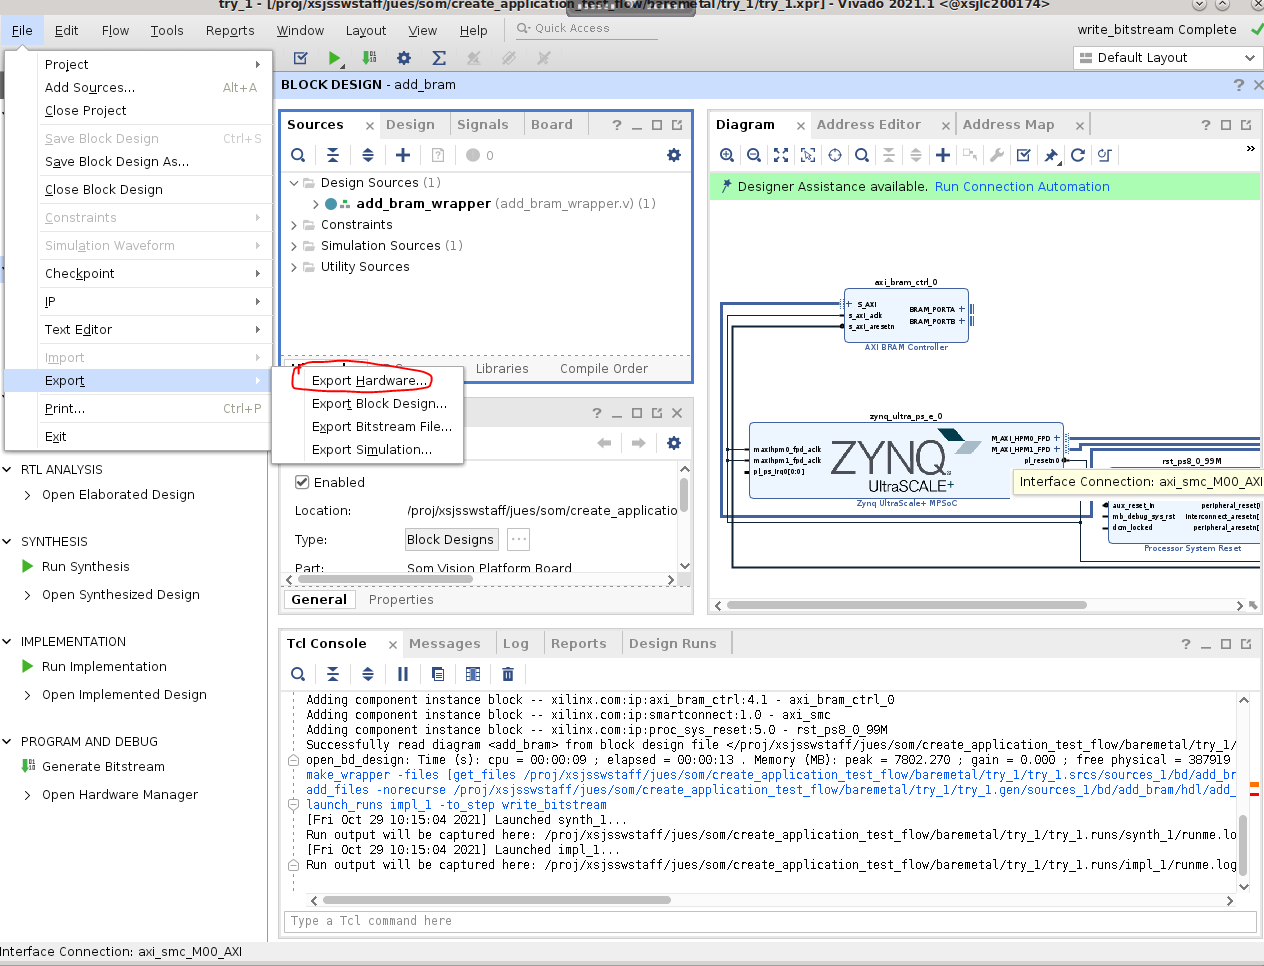 try_1 - [/proj/xsjsswstaff/jues/som/create_application_test_flow/baremetal/try_1/try_1.xpr] - Vivado 2021.1 <@xsjlc200174>
File Edit Flow Tools Reports Window Layout View Help Quick Access
write_bitstream Complete
Default Layout
Project
Add Sources... Alt+A
Close Project
Save Block Design Ctrl+S
Save Block Design As...
Close Block Design
Constraints
Simulation Waveform
Checkpoint
IP
Text Editor
Import
Export
Print... Ctrl+P
Exit
Export Hardware...
Export Block Design...
Export Bitstream File...
Export Simulation...
RTL ANALYSIS
Open Elaborated Design
SYNTHESIS
Run Synthesis
Open Synthesized Design
IMPLEMENTATION
Run Implementation
Open Implemented Design
PROGRAM AND DEBUG
Generate Bitstream
Open Hardware Manager
BLOCK DESIGN - add_bram
Sources Design Signals Board
0
Design Sources (1)
add_bram_wrapper (add_bram_wrapper.v) (1)
Constraints
Simulation Sources (1)
Utility Sources
Libraries Compile Order
Enabled
Location: /proj/xsjsswstaff/jues/som/create_applicatio
Type: Block Designs
Part: Som Vision Platform Board
General Properties
Diagram Address Editor Address Map
Designer Assistance available. Run Connection Automation
axi_bram_ctrl_0
S_AXI
s_axi_aclk
s_axi_aresetn
BRAM_PORTA
BRAM_PORTB
AXI BRAM Controller
zynq_ultra_ps_e_0
maxihpm0_fpd_aclk
maxihpm1_fpd_aclk
pl_ps_irq0[0:0]
ZYNQ
UltraSCALE+
M_AXI_HPM0_FPD
M_AXI_HPM1_FPD
pl_resetn0
Zynq UltraScale+ MPSoC
rst_ps8_0_99M
Interface Connection: axi_smc_M00_AXI
aux_reset_in
mb_debug_sys_rst
dcm_locked
peripheral_reset[
interconnect_aresetn[
peripheral_aresetn[
Processor System Reset
Tcl Console Messages Log Reports Design Runs
Adding component instance block -- xilinx.com:ip:axi_bram_ctrl:4.1 - axi_bram_ctrl_0
Adding component instance block -- xilinx.com:ip:smartconnect:1.0 - axi_smc
Adding component instance block -- xilinx.com:ip:proc_sys_reset:5.0 - rst_ps8_0_99M
Successfully read diagram <add_bram> from block design file </proj/xsjsswstaff/jues/som/create_application_test_flow/baremetal/try_1/
open_bd_design: Time (s): cpu = 00:00:09 ; elapsed = 00:00:13 . Memory (MB): peak = 7802.270 ; gain = 0.000 ; free physical = 387919
make_wrapper -files [get_files /proj/xsjsswstaff/jues/som/create_application_test_flow/baremetal/try_1/try_1.srcs/sources_1/bd/add_br
add_files -norecurse /proj/xsjsswstaff/jues/som/create_application_test_flow/baremetal/try_1/try_1.gen/sources_1/bd/add_bram/hdl/add_
launch_runs impl_1 -to_step write_bitstream
[Fri Oct 29 10:15:04 2021] Launched synth_1...
Run output will be captured here: /proj/xsjsswstaff/jues/som/create_application_test_flow/baremetal/try_1/try_1.runs/synth_1/runme.lo
[Fri Oct 29 10:15:04 2021] Launched impl_1...
Run output will be captured here: /proj/xsjsswstaff/jues/som/create_application_test_flow/baremetal/try_1/try_1.runs/impl_1/runme.log
Type a Tcl command here
Interface Connection: axi_smc_M00_AXI